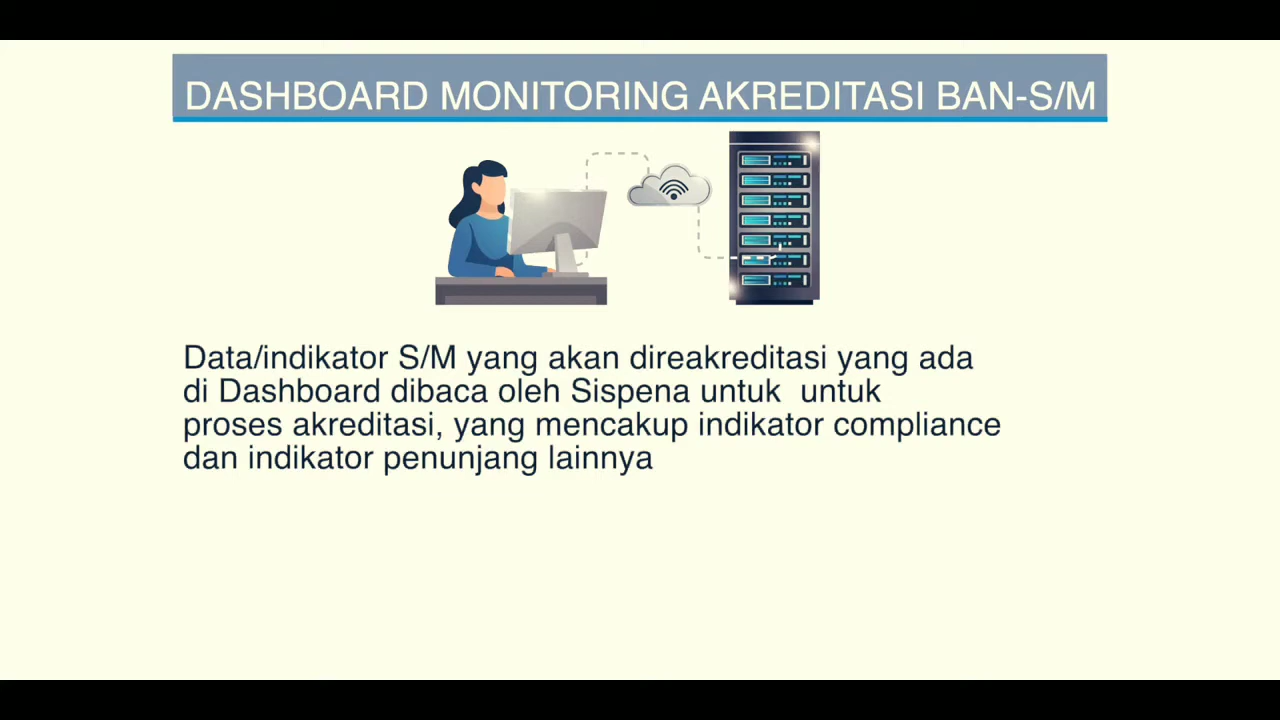 DASHBOARD MONITORING AKREDITASI BAN-S/M
Data/indikator S/M yang akan direakreditasi yang ada
di Dashboard dibaca oleh Sispena untuk  untuk
proses akreditasi, yang mencakup indikator compliance
dan indikator penunjang lainnya